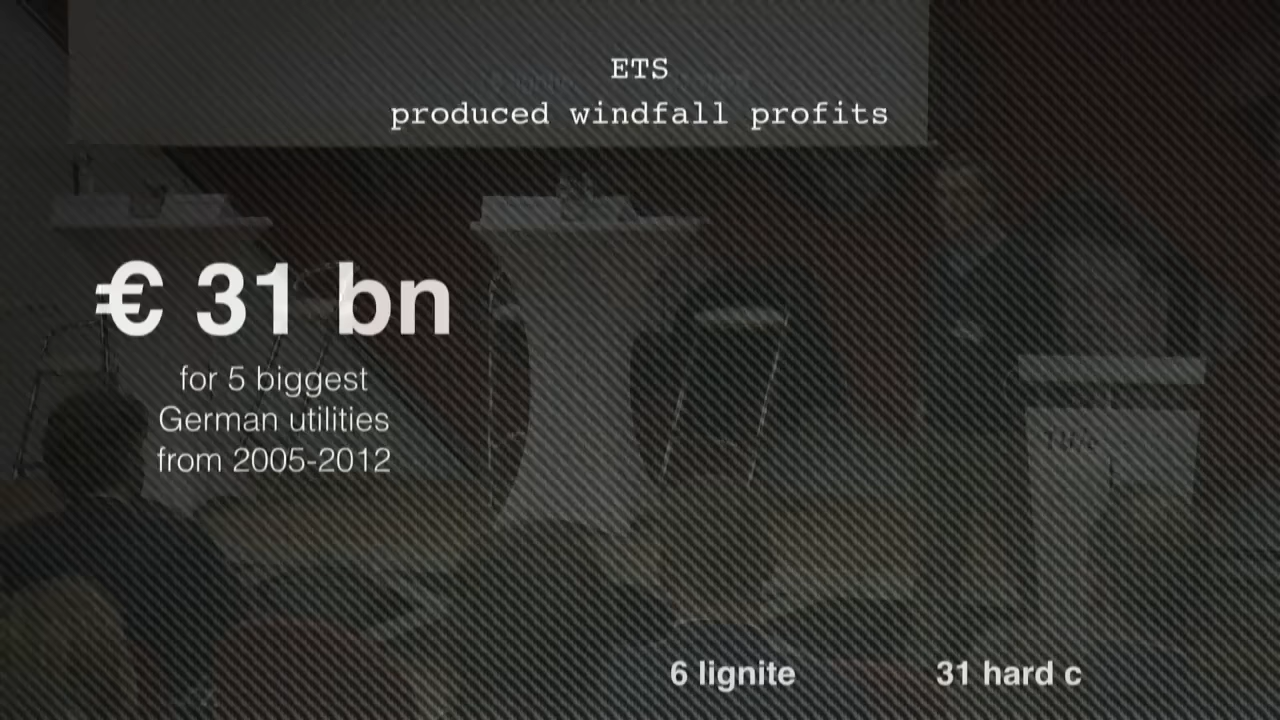 ETS
produced windfall profits
€ 31 bn
for 5 biggest
German utilities
from 2005-2012
6 lignite
31 hard c